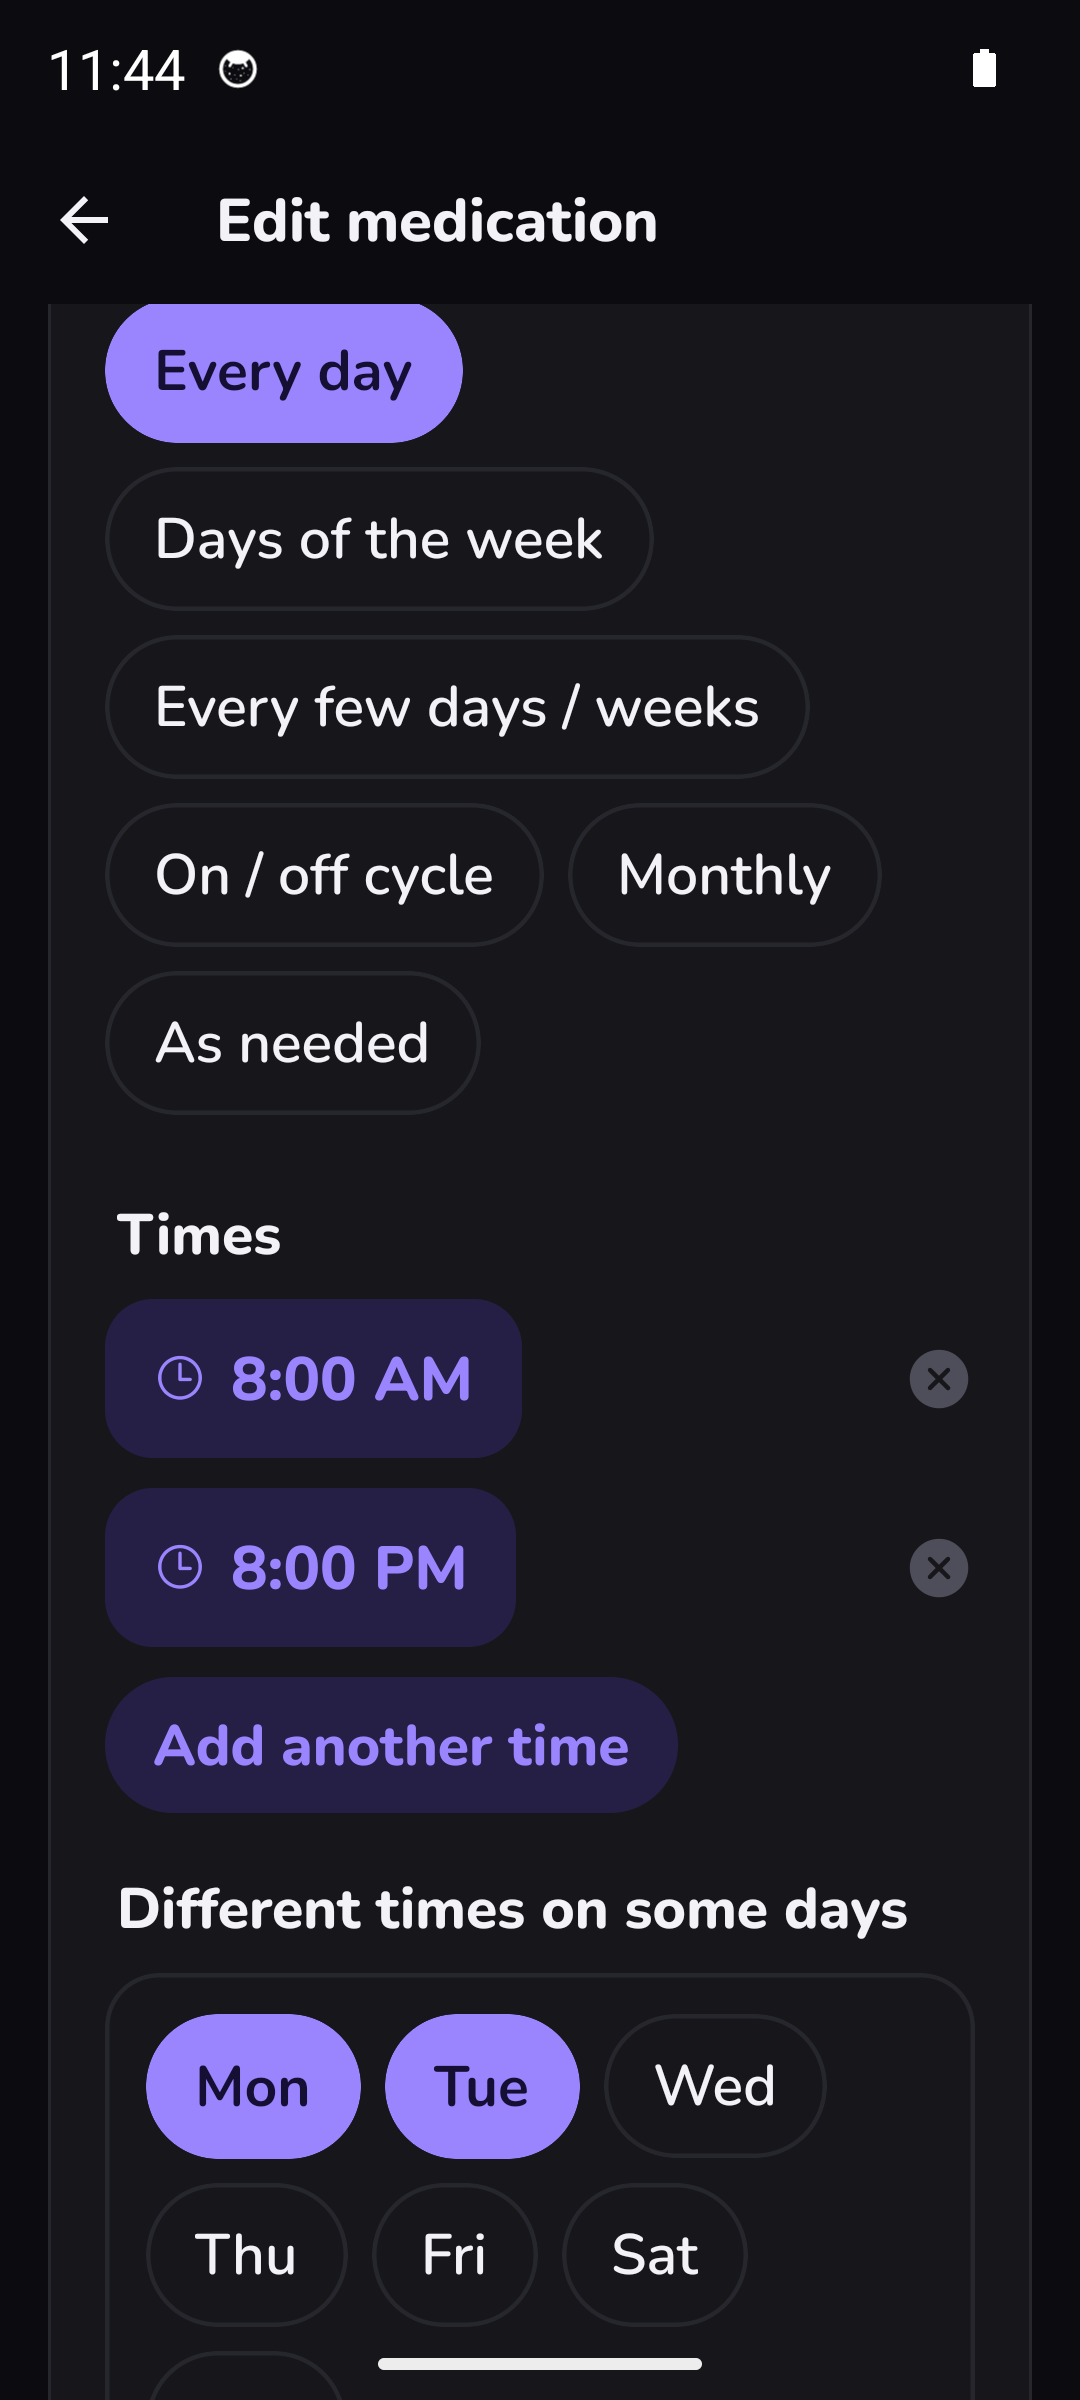 11:44
Edit medication
Every day
Days of the week
Every few days / weeks
On / off cycle
Monthly
As needed
Times
8:00 AM
8:00 PM
Add another time
Different times on some days
Mon
Tue
Wed
Thu
Fri
Sat